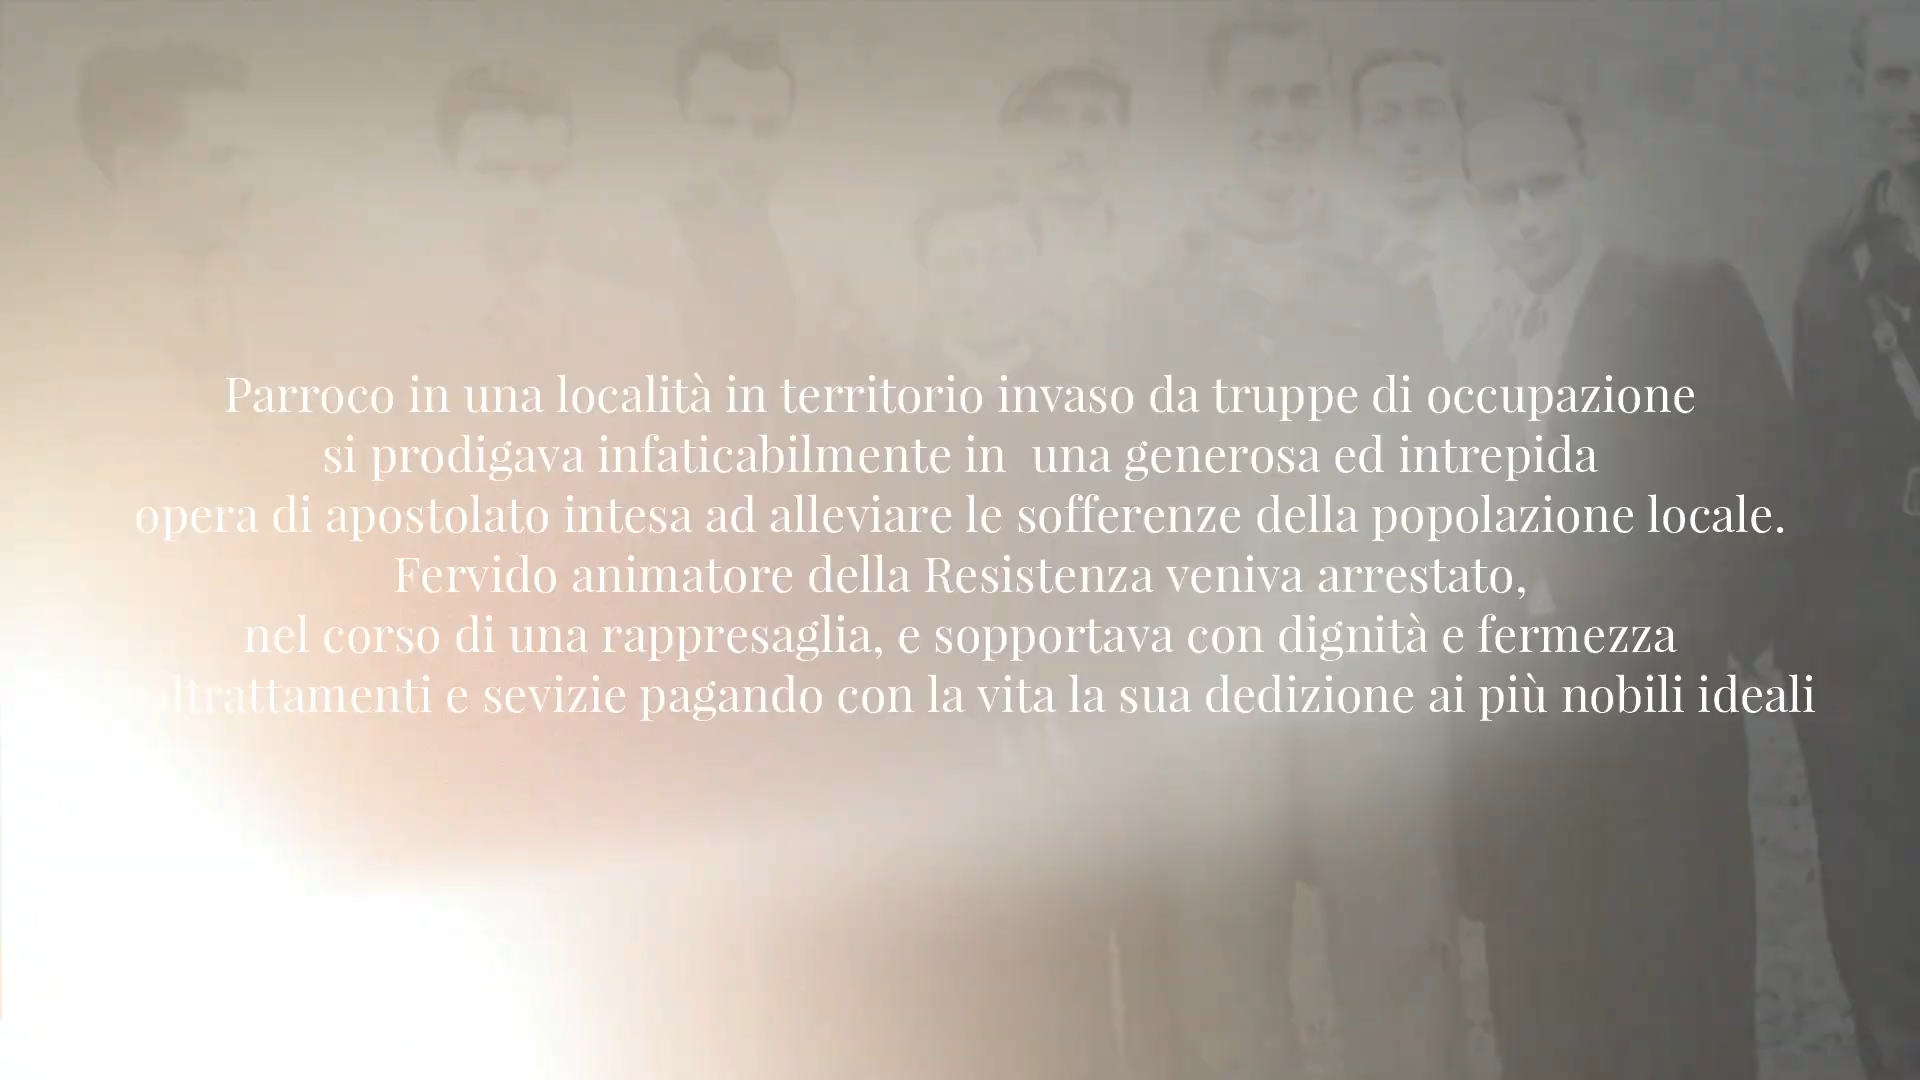 Parroco in una località in territorio invaso da truppe di occupazione
si prodigava infaticabilmente in una generosa ed intrepida
opera di apostolato intesa ad alleviare le sofferenze della popolazione locale.
Fervido animatore della Resistenza veniva arrestato,
nel corso di una rappresaglia, e sopportava con dignità e fermezza
e sevizie pagando con la vita la sua dedizione ai più nobili ideali